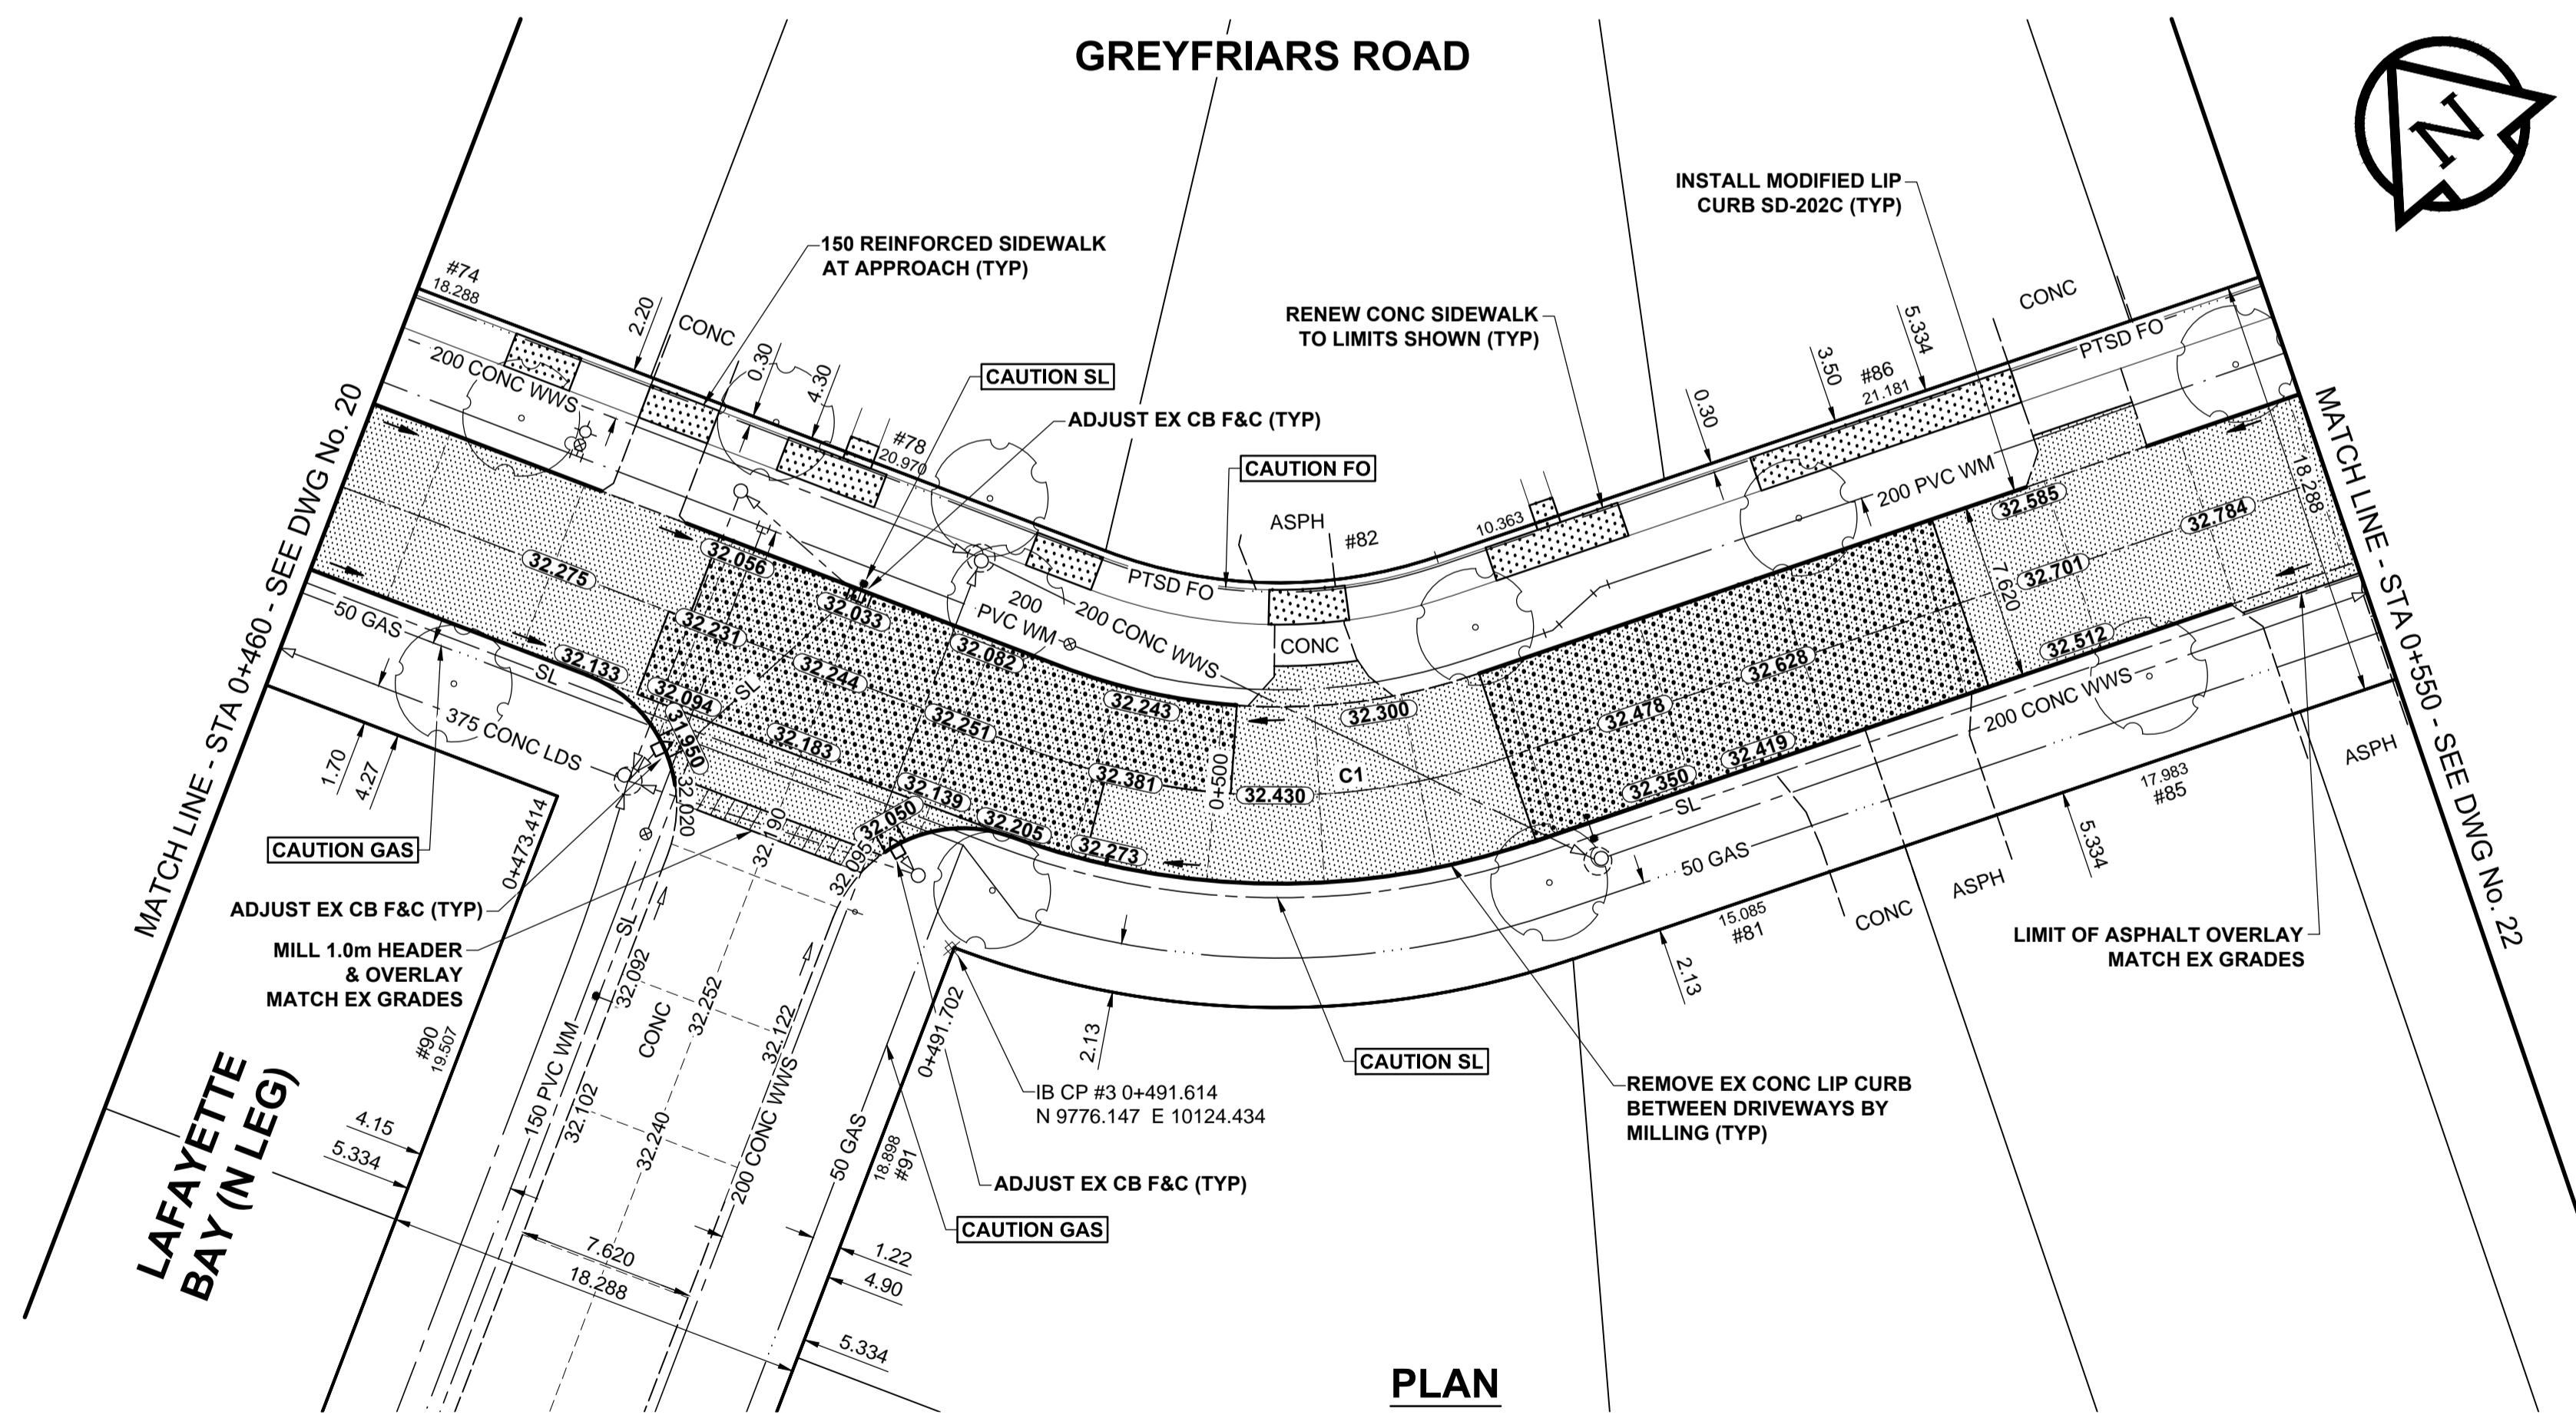 GREYFRIARS ROAD
N
INSTALL MODIFIED LIP
CURB SD-202C (TYP)
150 REINFORCED SIDEWALK
AT APPROACH (TYP)
#74
18.288
2.20
CONC
0.30
4.30
200 CONC WWS
CAUTION SL
ADJUST EX CB F&C (TYP)
#78
20.970
RENEW CONC SIDEWALK
TO LIMITS SHOWN (TYP)
CAUTION FO
ASPH
#82
10.363
0.30
3.50
#86
21.181
5.334
CONC
PTSD FO
200 PVC WM
MATCH LINE - STA 0+460 - SEE DWG No. 20
MATCH LINE - STA 0+550 - SEE DWG No. 22
18.288
32.275
32.056
32.033
32.231
32.244
32.082
32.133
32.094
32.183
32.251
32.243
31.950
32.020
32.139
32.381
32.050
32.205
32.273
32.095
32.190
0+500
32.300
C1
32.430
32.478
32.628
32.350
32.419
32.585
32.701
32.784
7.620
32.512
PTSD FO
200
PVC WM
200 CONC WWS
CONC
50 GAS
SL
SL
375 CONC LDS
1.70
4.27
0+473.414
CAUTION GAS
ADJUST EX CB F&C (TYP)
MILL 1.0m HEADER
& OVERLAY
MATCH EX GRADES
#90
19.507
LAFAYETTE
BAY (N LEG)
4.15
5.334
SL
32.092
CONC
32.252
32.122
150 PVC WM
32.102
32.240
200 CONC WWS
50 GAS
7.620
18.288
0+491.702
18.898
#91
1.22
4.90
5.334
2.13
IB CP #3 0+491.614
N 9776.147 E 10124.434
ADJUST EX CB F&C (TYP)
CAUTION GAS
CAUTION SL
SL
200 CONC WWS
50 GAS
15.085
#81
2.13
CONC
ASPH
5.334
17.983
#85
ASPH
LIMIT OF ASPHALT OVERLAY
MATCH EX GRADES
REMOVE EX CONC LIP CURB
BETWEEN DRIVEWAYS BY
MILLING (TYP)
PLAN